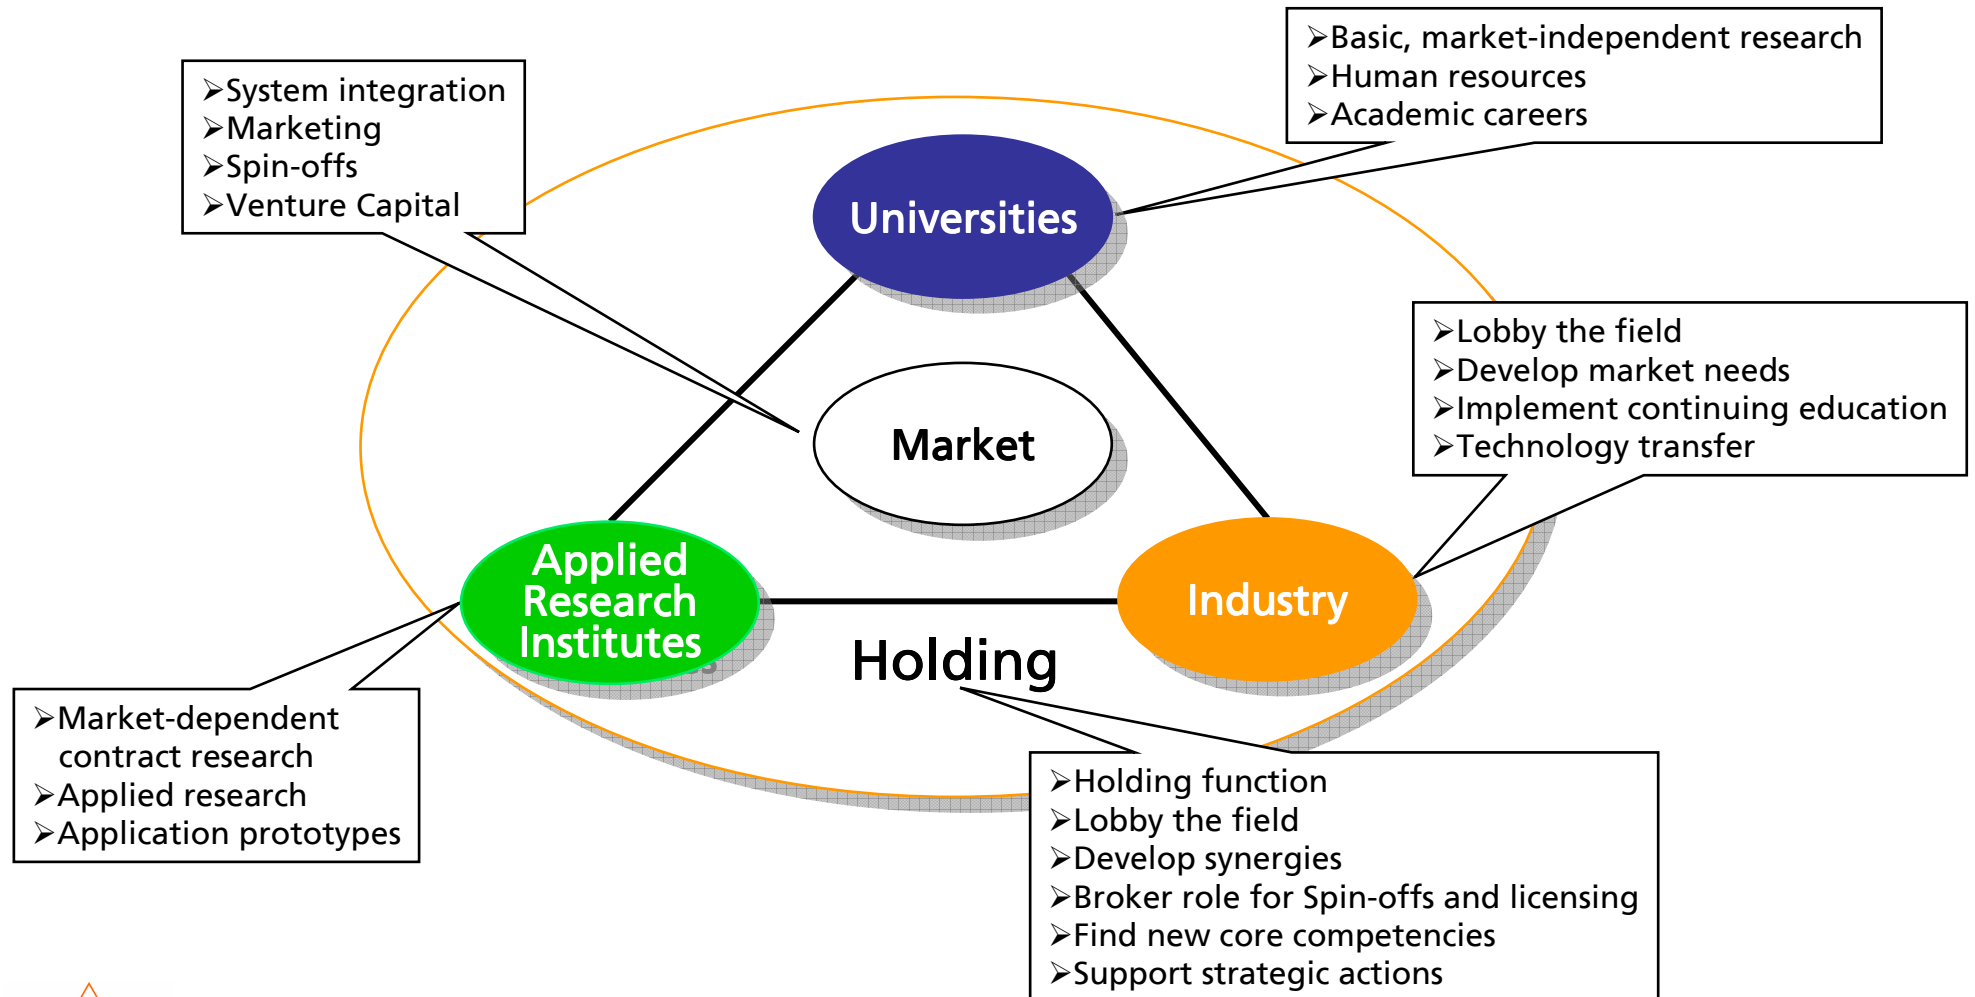 ➢Basic, market-independent research
➢Human resources
➢Academic careers
➢System integration
➢Marketing
➢Spin-offs
➢Venture Capital
Universities
➢Lobby the field
➢Develop market needs
➢Implement continuing education
➢Technology transfer
Market
Applied
Research
Institutes
Industry
Holding
➢Market-dependent
contract research
➢Applied research
➢Application prototypes
➢Holding function
➢Lobby the field
➢Develop synergies
➢Broker role for Spin-offs and licensing
➢Find new core competencies
➢Support strategic actions